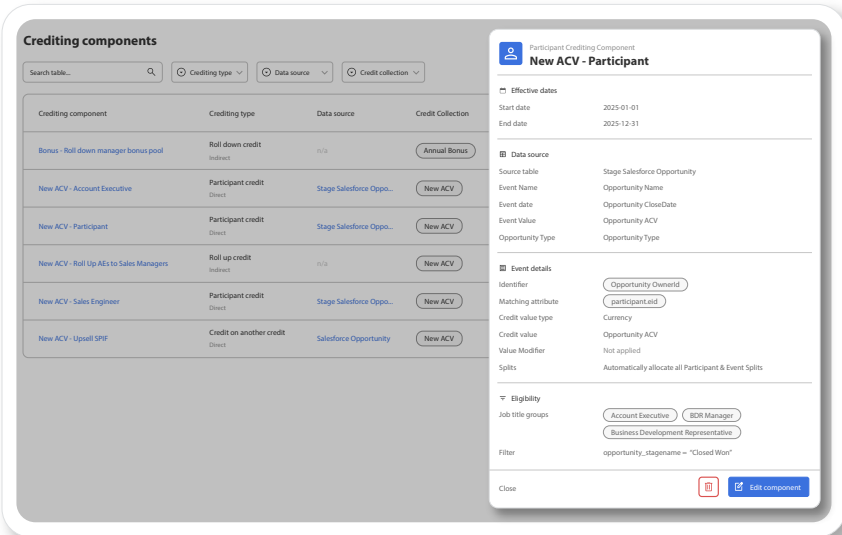 Crediting components
Search table...
Crediting type
Data source
Credit collection
Crediting component
Crediting type
Data source
Credit Collection
Bonus - Roll down manager bonus pool
Roll down credit
Indirect
n/a
Annual Bonus
New ACV - Account Executive
Participant credit
Direct
Stage Salesforce Oppo...
New ACV
New ACV - Participant
Participant credit
Direct
Stage Salesforce Oppo...
New ACV
New ACV - Roll Up AEs to Sales Managers
Roll up credit
Indirect
n/a
New ACV
New ACV - Sales Engineer
Participant credit
Direct
Stage Salesforce Oppo...
New ACV
New ACV - Upsell SPIF
Credit on another credit
Direct
Salesforce Opportunity
New ACV
Participant Crediting Component
New ACV - Participant
Effective dates
Start date 2025-01-01
End date 2025-12-31
Data source
Source table Stage Salesforce Opportunity
Event Name Opportunity Name
Event date Opportunity CloseDate
Event Value Opportunity ACV
Opportunity Type Opportunity Type
Event details
Identifier Opportunity OwnerId
Matching attribute participant.eid
Credit value type Currency
Credit value Opportunity ACV
Value Modifier Not applied
Splits Automatically allocate all Participant & Event Splits
Eligibility
Job title groups Account Executive BDR Manager
Business Development Representative
Filter opportunity_stagename = "Closed Won"
Close
Edit component